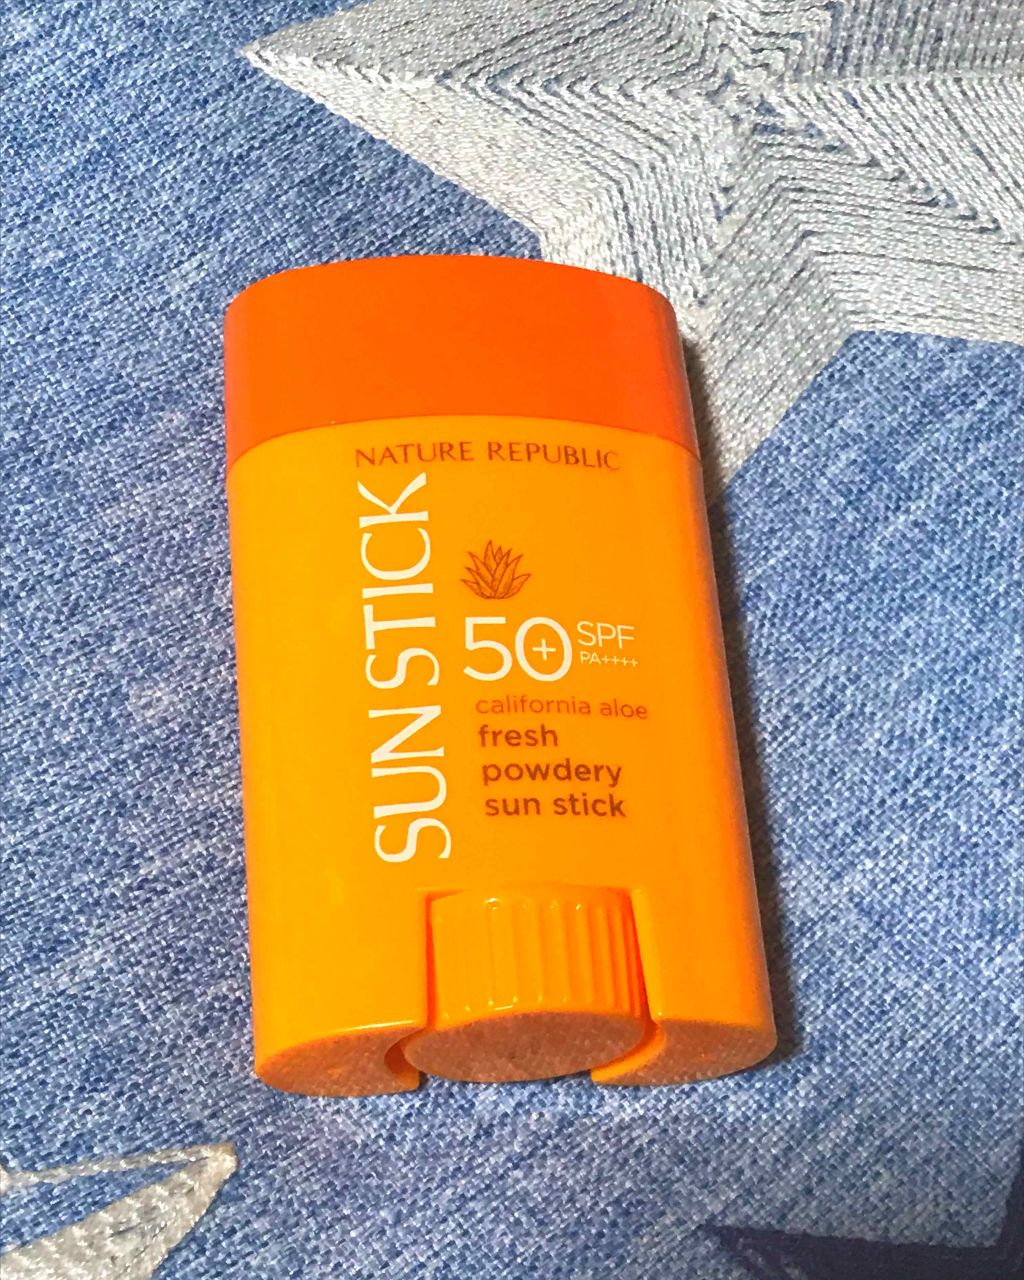 NATURE REPUBLIC
SUN STICK
50+ SPF
PA++++
california aloe
fresh
powdery
sun stick